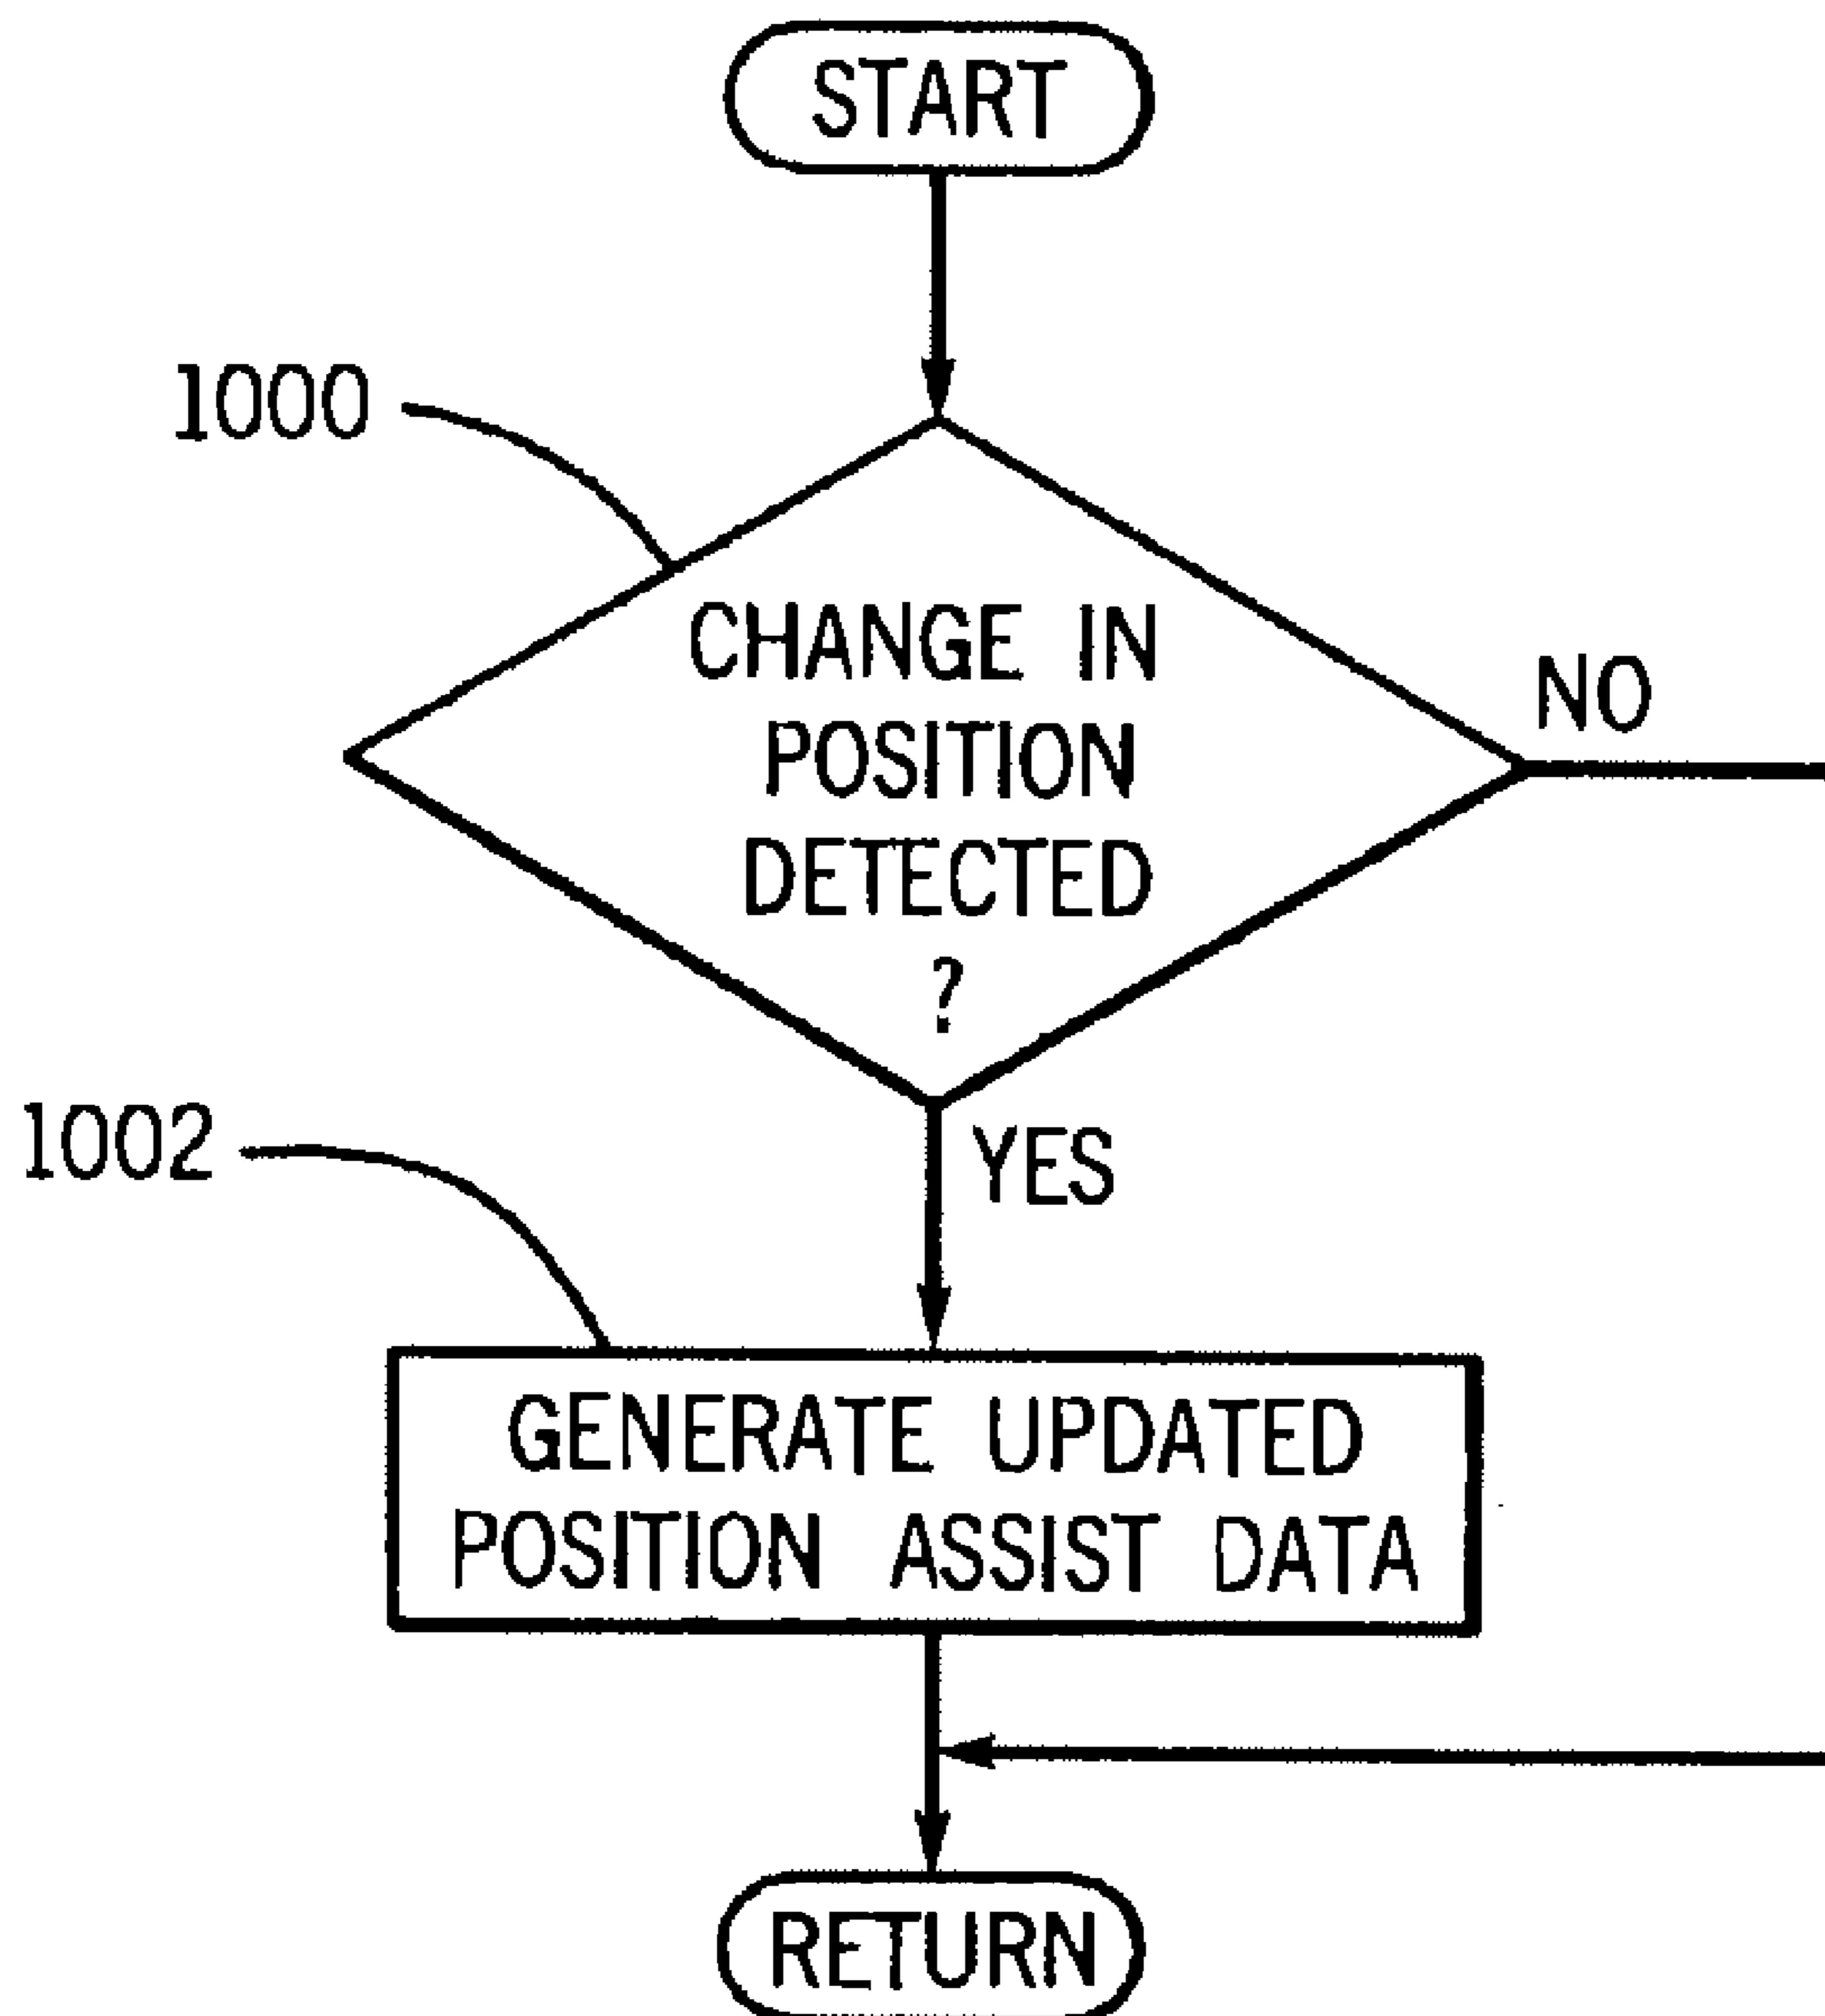 START
1000
CHANGE IN
POSITION
DETECTED
?
NO
1002
YES
GENERATE UPDATED
POSITION ASSIST DATA
RETURN